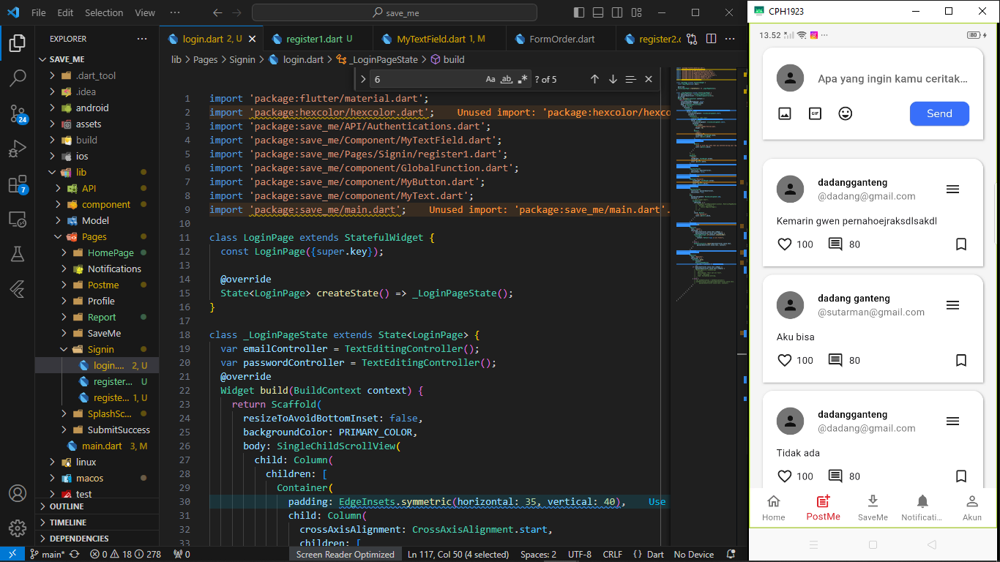 File Edit Selection View ··· save_me
EXPLORER ···
SAVE_ME
.dart_tool
.idea
android
assets
build
ios
lib
API
component
Model
Pages
HomePage
Notifications
Postme
Profile
Report
SaveMe
Signin
login.... 2, U
register... U
registe... 1, U
SplashSc...
SubmitSuccess
main.dart 3, M
linux
macos
test
OUTLINE
TIMELINE
DEPENDENCIES
24
7
login.dart 2, U register1.dart U MyTextField.dart 1, M FormOrder.dart register2.c ···
lib > Pages > Signin > login.dart > _LoginPageState > build
6 Aa ab .* ? of 5
1 import 'package:flutter/material.dart';
2 import 'package:hexcolor/hexcolor.dart'; Unused import: 'package:hexcolor/hexco
3 import 'package:save_me/API/Authentications.dart';
4 import 'package:save_me/Component/MyTextField.dart';
5 import 'package:save_me/Pages/Signin/register1.dart';
6 import 'package:save_me/component/GlobalFunction.dart';
7 import 'package:save_me/component/MyButton.dart';
8 import 'package:save_me/component/MyText.dart';
9 import 'package:save_me/main.dart'; Unused import: 'package:save_me/main.dart'.
10
11 class LoginPage extends StatefulWidget {
12 const LoginPage({super.key});
13
14 @override
15 State<LoginPage> createState() => _LoginPageState();
16 }
17
18 class _LoginPageState extends State<LoginPage> {
19 var emailController = TextEditingController();
20 var passwordController = TextEditingController();
21 @override
22 Widget build(BuildContext context) {
23 return Scaffold(
24 resizeToAvoidBottomInset: false,
25 backgroundColor: PRIMARY_COLOR,
26 body: SingleChildScrollView(
27 child: Column(
28 children: [
29 Container(
30 padding: EdgeInsets.symmetric(horizontal: 35, vertical: 40), Use
31 child: Column(
32 crossAxisAlignment: CrossAxisAlignment.start,
33 children: [
main* 0 18 278 0 Screen Reader Optimized Ln 117, Col 50 (4 selected) Spaces: 2 UTF-8 CRLF {} Dart No Device
CPH1923
13.52 ··· 80
Apa yang ingin kamu ceritak...
GIF Send
dadangganteng
@dadang@gmail.com
Kemarin gwen pernahoejraksdlsakdl
100 80
dadang ganteng
@sutarman@gmail.com
Aku bisa
100 80
dadangganteng
@dadang@gmail.com
Tidak ada
100 80
Home PostMe SaveMe Notificati... Akun